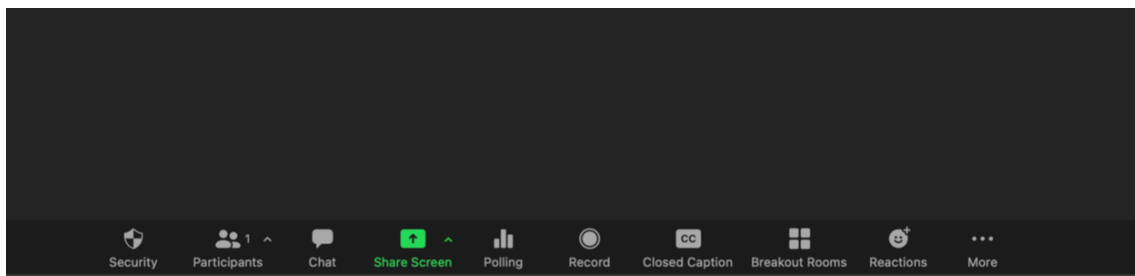 1
CC
Security Participants Chat Share Screen Polling Record Closed Caption Breakout Rooms Reactions More